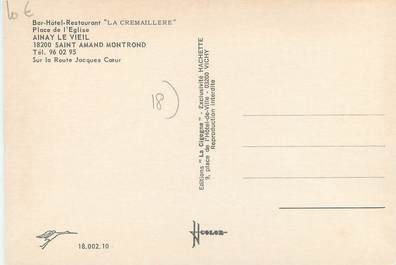 10 €
Bar-Hôtel-Restaurant "LA CREMAILLERE"
Place de l'Eglise
AINAY LE VIEIL
18200 SAINT AMAND MONTROND
Tél. 96 02 95
Sur la Route Jacques Cœur
18)
Editions "La Cigogne" - Exclusivité HACHETTE
9, place de l'Hôtel-de-Ville - 03200 VICHY
Reproduction interdite
COLOR
18.002.10